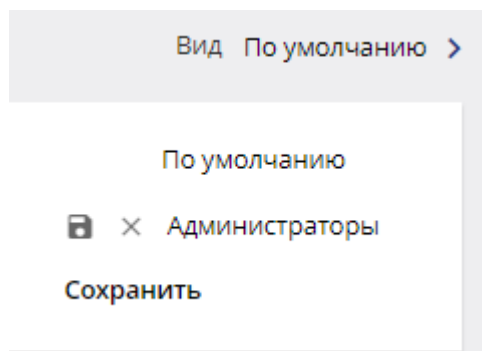 Вид По умолчанию
По умолчанию
Администраторы
Сохранить